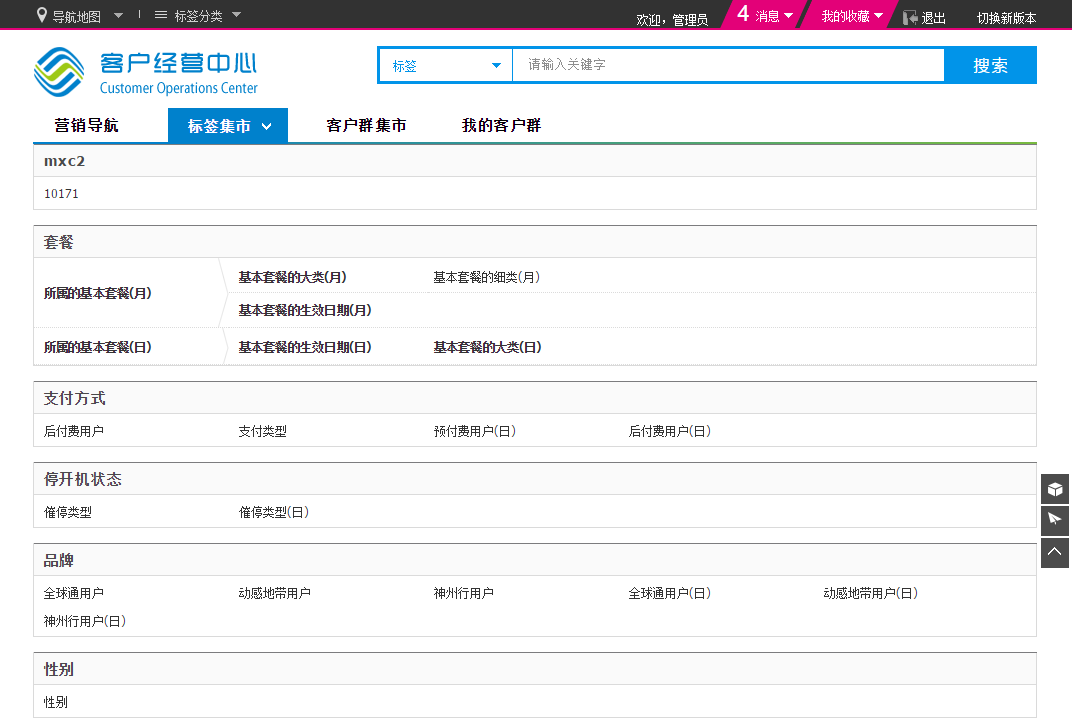 导航地图 标签分类 欢迎，管理员 4 消息 我的收藏 退出 切换新版本
客户经营中心
Customer Operations Center
标签 请输入关键字 搜索
营销导航 标签集市 客户群集市 我的客户群
mxc2
10171
套餐
所属的基本套餐(月) 基本套餐的大类(月) 基本套餐的细类(月)
基本套餐的生效日期(月)
所属的基本套餐(日) 基本套餐的生效日期(日) 基本套餐的大类(日)
支付方式
后付费用户 支付类型 预付费用户(日) 后付费用户(日)
停开机状态
催停类型 催停类型(日)
品牌
全球通用户 动感地带用户 神州行用户 全球通用户(日) 动感地带用户(日)
神州行用户(日)
性别
性别